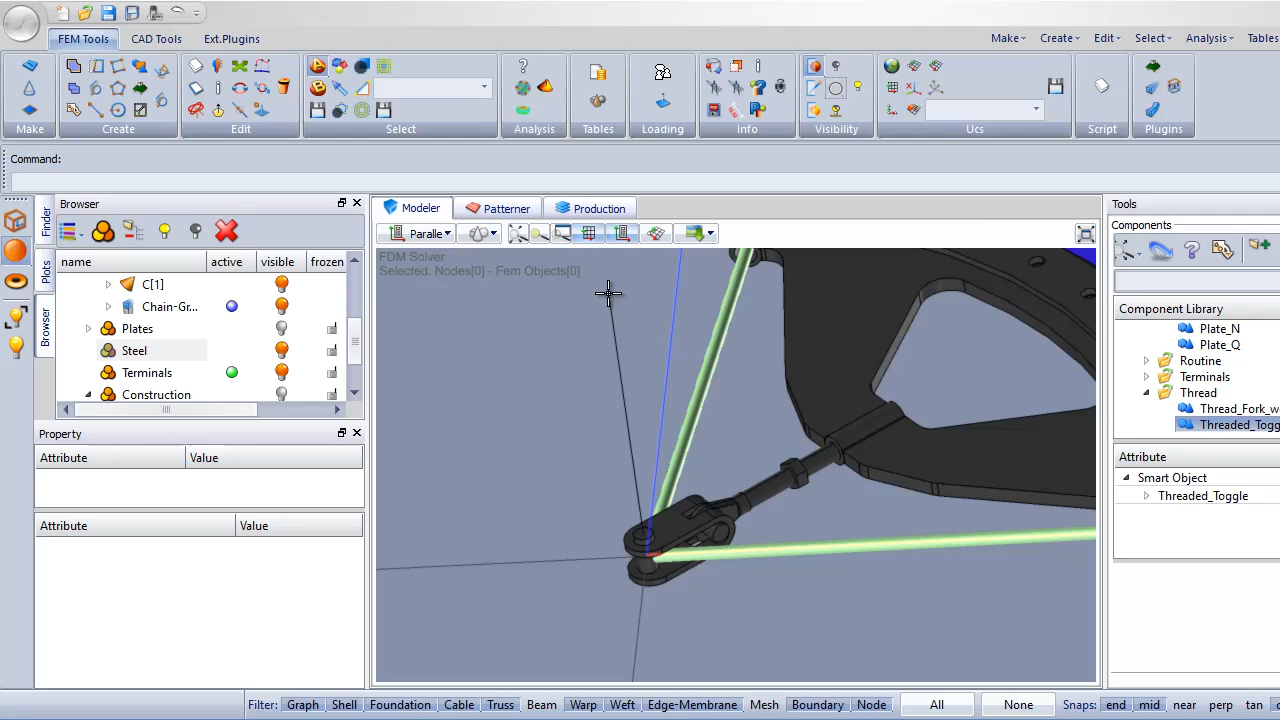 FEM Tools CAD Tools Ext.Plugins Make Create Edit Select Analysis Tables
Make Create Edit Select Analysis Tables Loading Info Visibility Ucs Script Plugins
Command:
Finder
Plots
Browser
Browser
name active visible frozen
C[1]
Chain-Gr...
Plates
Steel
Terminals
Construction
Property
Attribute Value
Attribute Value
Modeler Patterner Production
Paralle
FDM Solver
Selected: Nodes[0] - Fem Objects[0]
Tools
Components
Component Library
Plate_N
Plate_Q
Routine
Terminals
Thread
Thread_Fork_w
Threaded_Togg
Attribute
Smart Object
Threaded_Toggle
Filter: Graph Shell Foundation Cable Truss Beam Warp Weft Edge-Membrane Mesh Boundary Node All None Snaps: end mid near perp tan